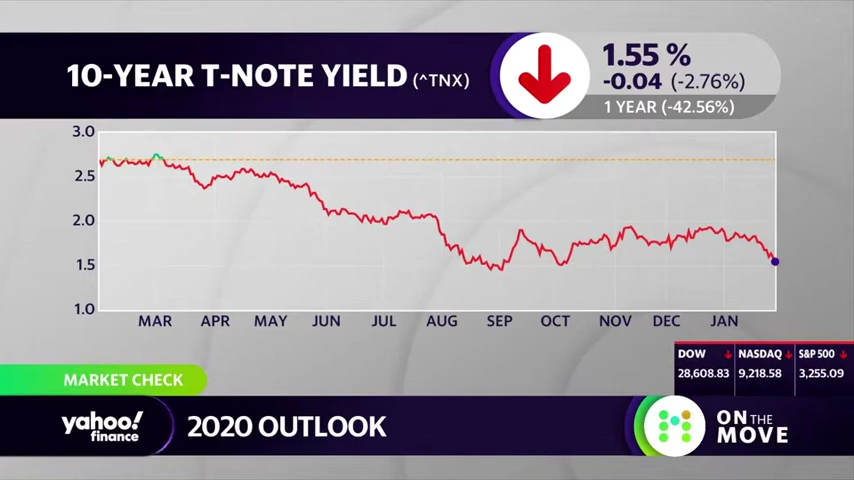 10-YEAR T-NOTE YIELD (^TNX)
1.55 %
-0.04 (-2.76%)
1 YEAR (-42.56%)
3.0
2.5
2.0
1.5
1.0
MAR APR MAY JUN JUL AUG SEP OCT NOV DEC JAN
DOW NASDAQ S&P 500
28,608.83 9,218.58 3,255.09
MARKET CHECK
yahoo!
finance
2020 OUTLOOK
ON THE
MOVE